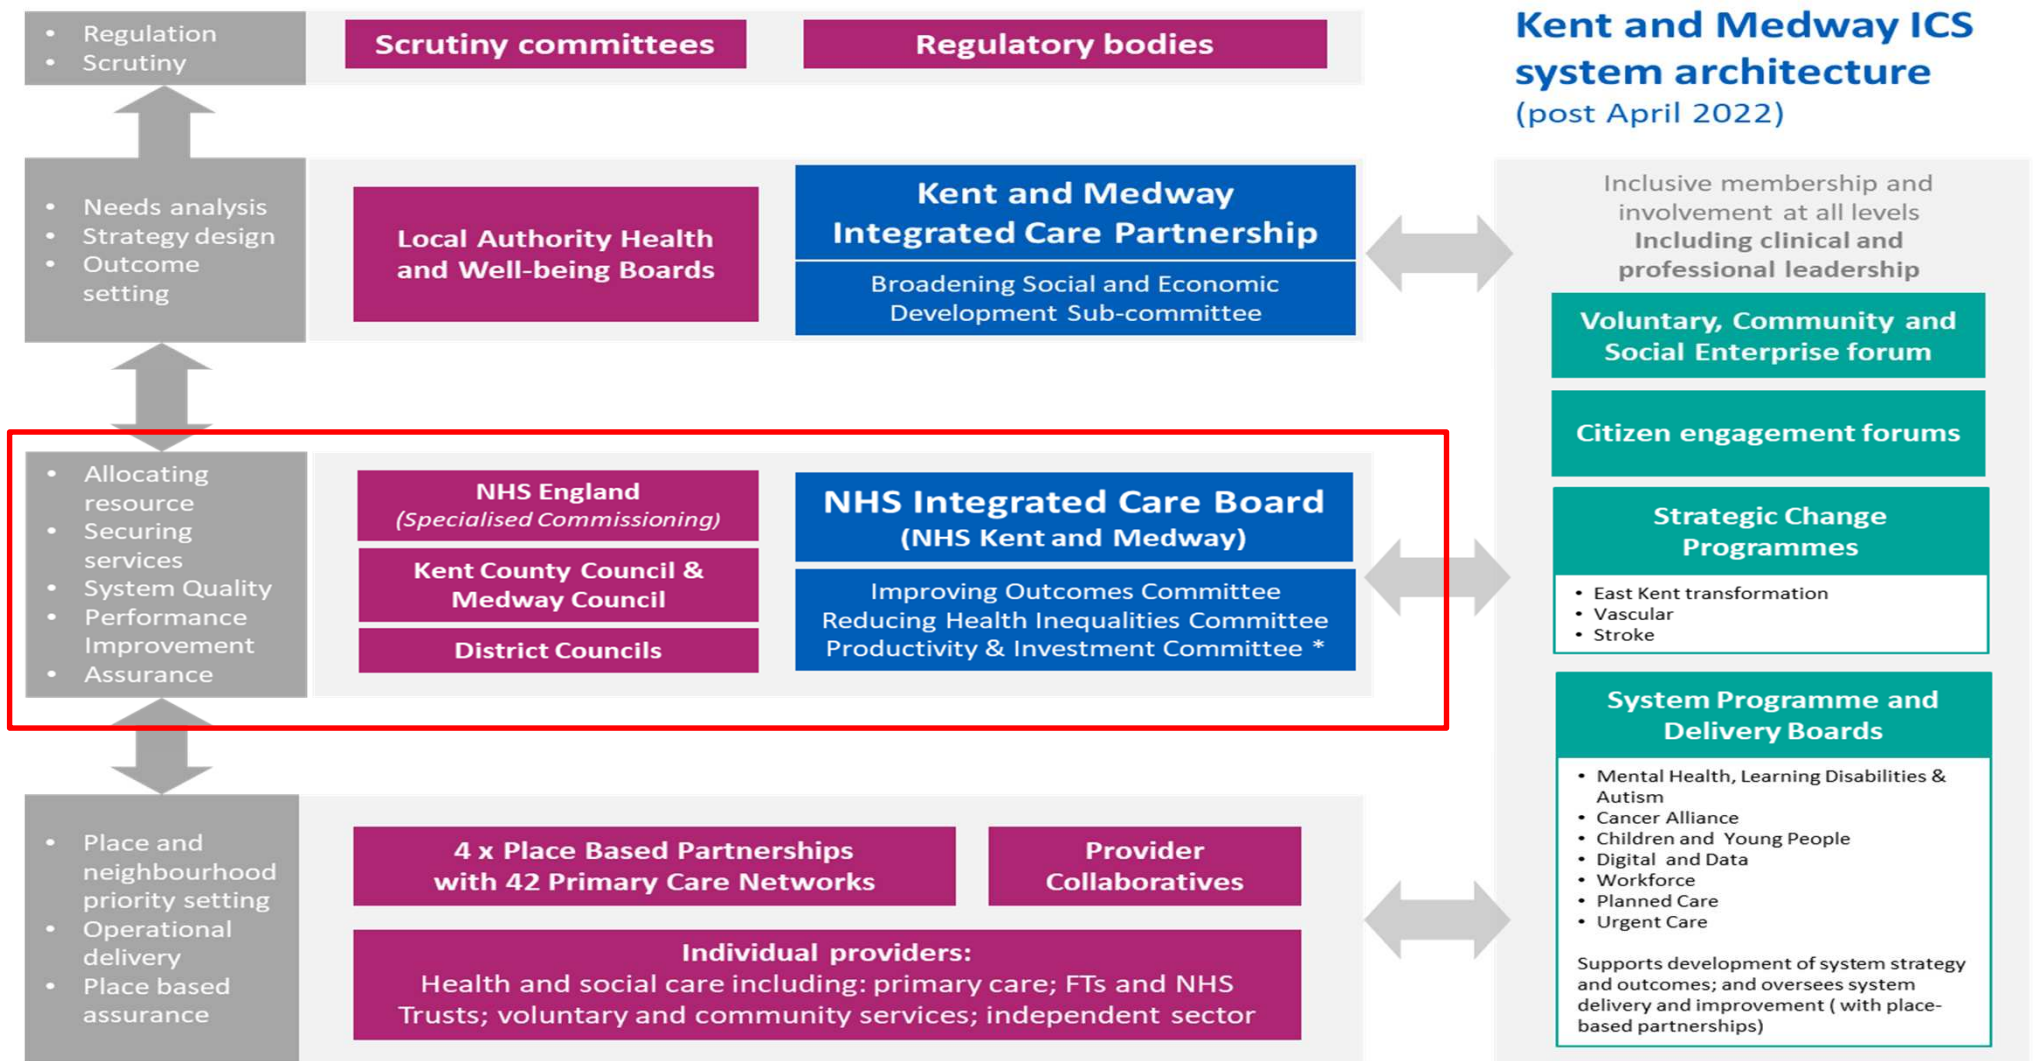 Kent and Medway ICS
system architecture
(post April 2022)
• Regulation
• Scrutiny
Scrutiny committees
Regulatory bodies
• Needs analysis
• Strategy design
• Outcome
setting
Local Authority Health
and Well-being Boards
Kent and Medway
Integrated Care Partnership
Broadening Social and Economic
Development Sub-committee
• Allocating
resource
• Securing
services
• System Quality
• Performance
Improvement
• Assurance
NHS England
(Specialised Commissioning)
Kent County Council &
Medway Council
District Councils
NHS Integrated Care Board
(NHS Kent and Medway)
Improving Outcomes Committee
Reducing Health Inequalities Committee
Productivity & Investment Committee *
• Place and
neighbourhood
priority setting
• Operational
delivery
• Place based
assurance
4 x Place Based Partnerships
with 42 Primary Care Networks
Provider
Collaboratives
Individual providers:
Health and social care including: primary care; FTs and NHS
Trusts; voluntary and community services; independent sector
Inclusive membership and
involvement at all levels
Including clinical and
professional leadership
Voluntary, Community and
Social Enterprise forum
Citizen engagement forums
Strategic Change
Programmes
• East Kent transformation
• Vascular
• Stroke
System Programme and
Delivery Boards
• Mental Health, Learning Disabilities &
Autism
• Cancer Alliance
• Children and Young People
• Digital and Data
• Workforce
• Planned Care
• Urgent Care
Supports development of system strategy
and outcomes; and oversees system
delivery and improvement ( with place-
based partnerships)